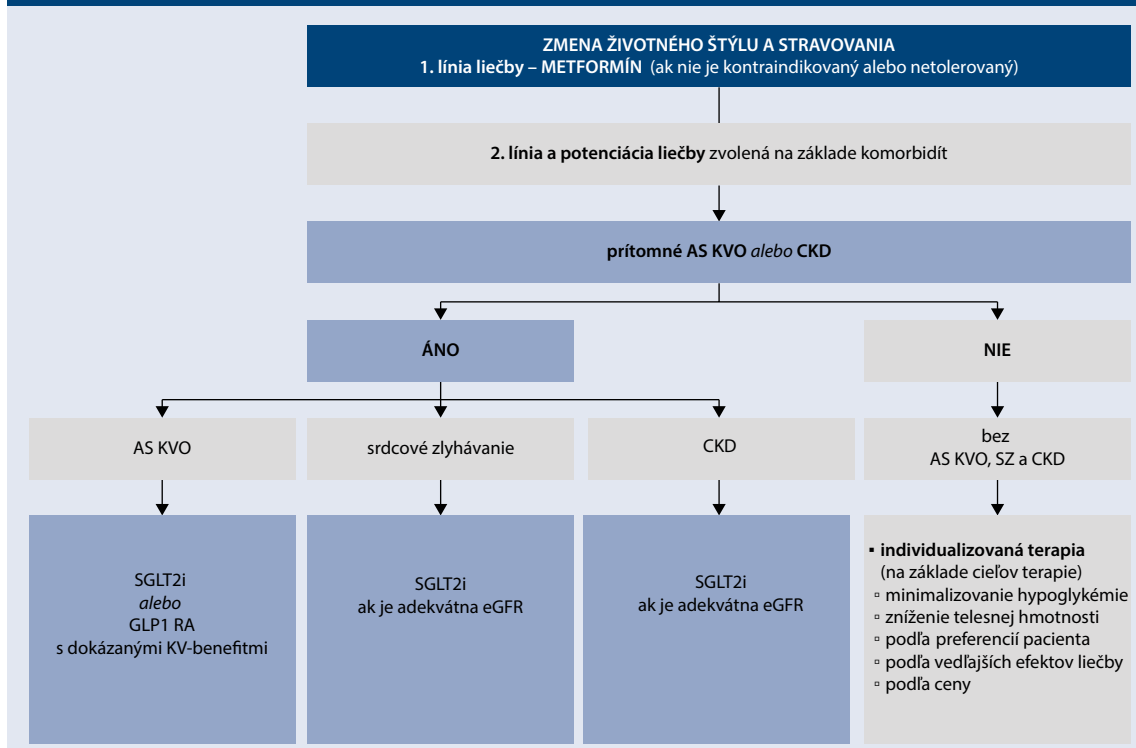 ZMENA ŽIVOTNÉHO ŠTÝLU A STRAVOVANIA
1. línia liečby – METFORMÍN (ak nie je kontraindikovaný alebo netolerovaný)
2. línia a potenciácia liečby zvolená na základe komorbidít
prítomné AS KVO alebo CKD
ÁNO
NIE
AS KVO
srdcové zlyhávanie
CKD
bez
AS KVO, SZ a CKD
SGLT2i
alebo
GLP1 RA
s dokázanými KV-benefitmi
SGLT2i
ak je adekvátna eGFR
SGLT2i
ak je adekvátna eGFR
▪ individualizovaná terapia
(na základe cieľov terapie)
▫ minimalizovanie hypoglykémie
▫ zníženie telesnej hmotnosti
▫ podľa preferencií pacienta
▫ podľa vedľajších efektov liečby
▫ podľa ceny